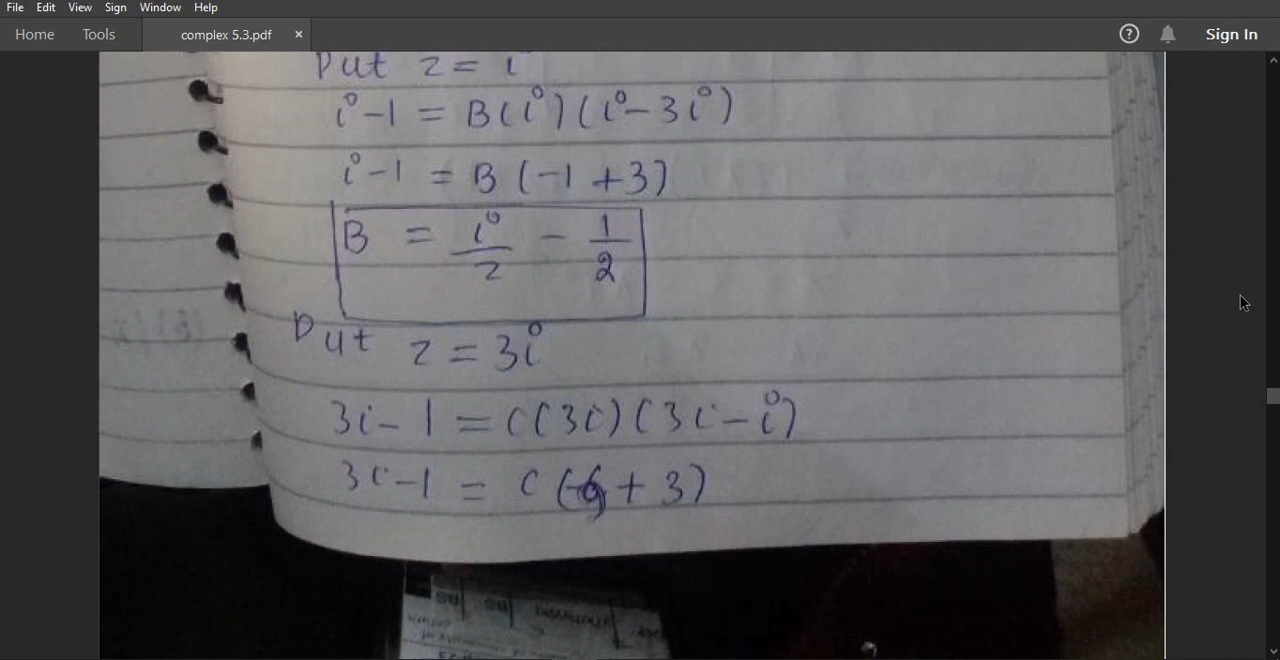 File Edit View Sign Window Help
Home Tools complex 5.3.pdf × ? Sign In
Put z = i
i - 1 = B(i)(i - 3i)
i - 1 = B(-1 + 3)
B = i/2 - 1/2
Put z = 3i
3i - 1 = C(3i)(3i - i)
3i - 1 = C(-9 + 3)